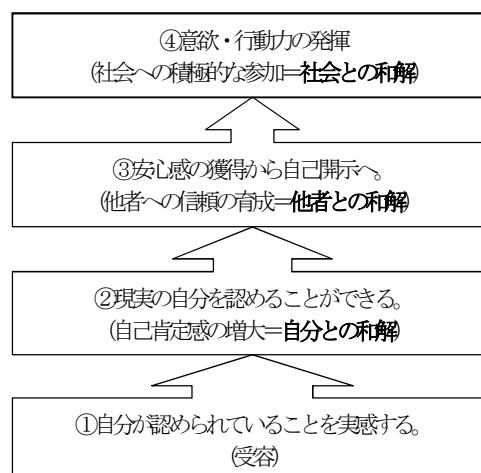 ④意欲・行動力の発揮
(社会への積極的な参加=社会との和解)
③安心感の獲得から自己開示へ。
(他者への信頼の育成=他者との和解)
②現実の自分を認めることができる。
(自己肯定感の増大=自分との和解)
①自分が認められていることを実感する。
(受容)